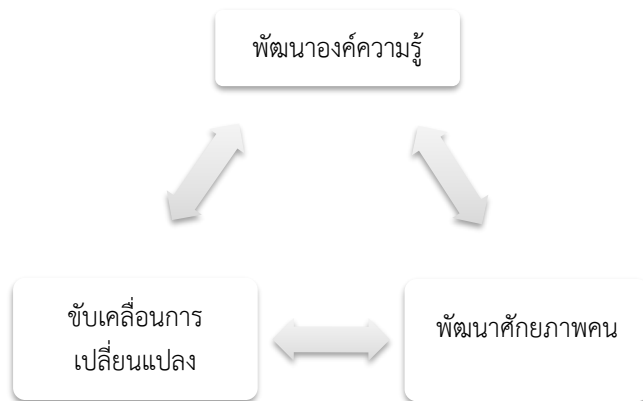 พัฒนาองค์ความรู้
ขับเคลื่อนการ
เปลี่ยนแปลง
พัฒนาศักยภาพคน